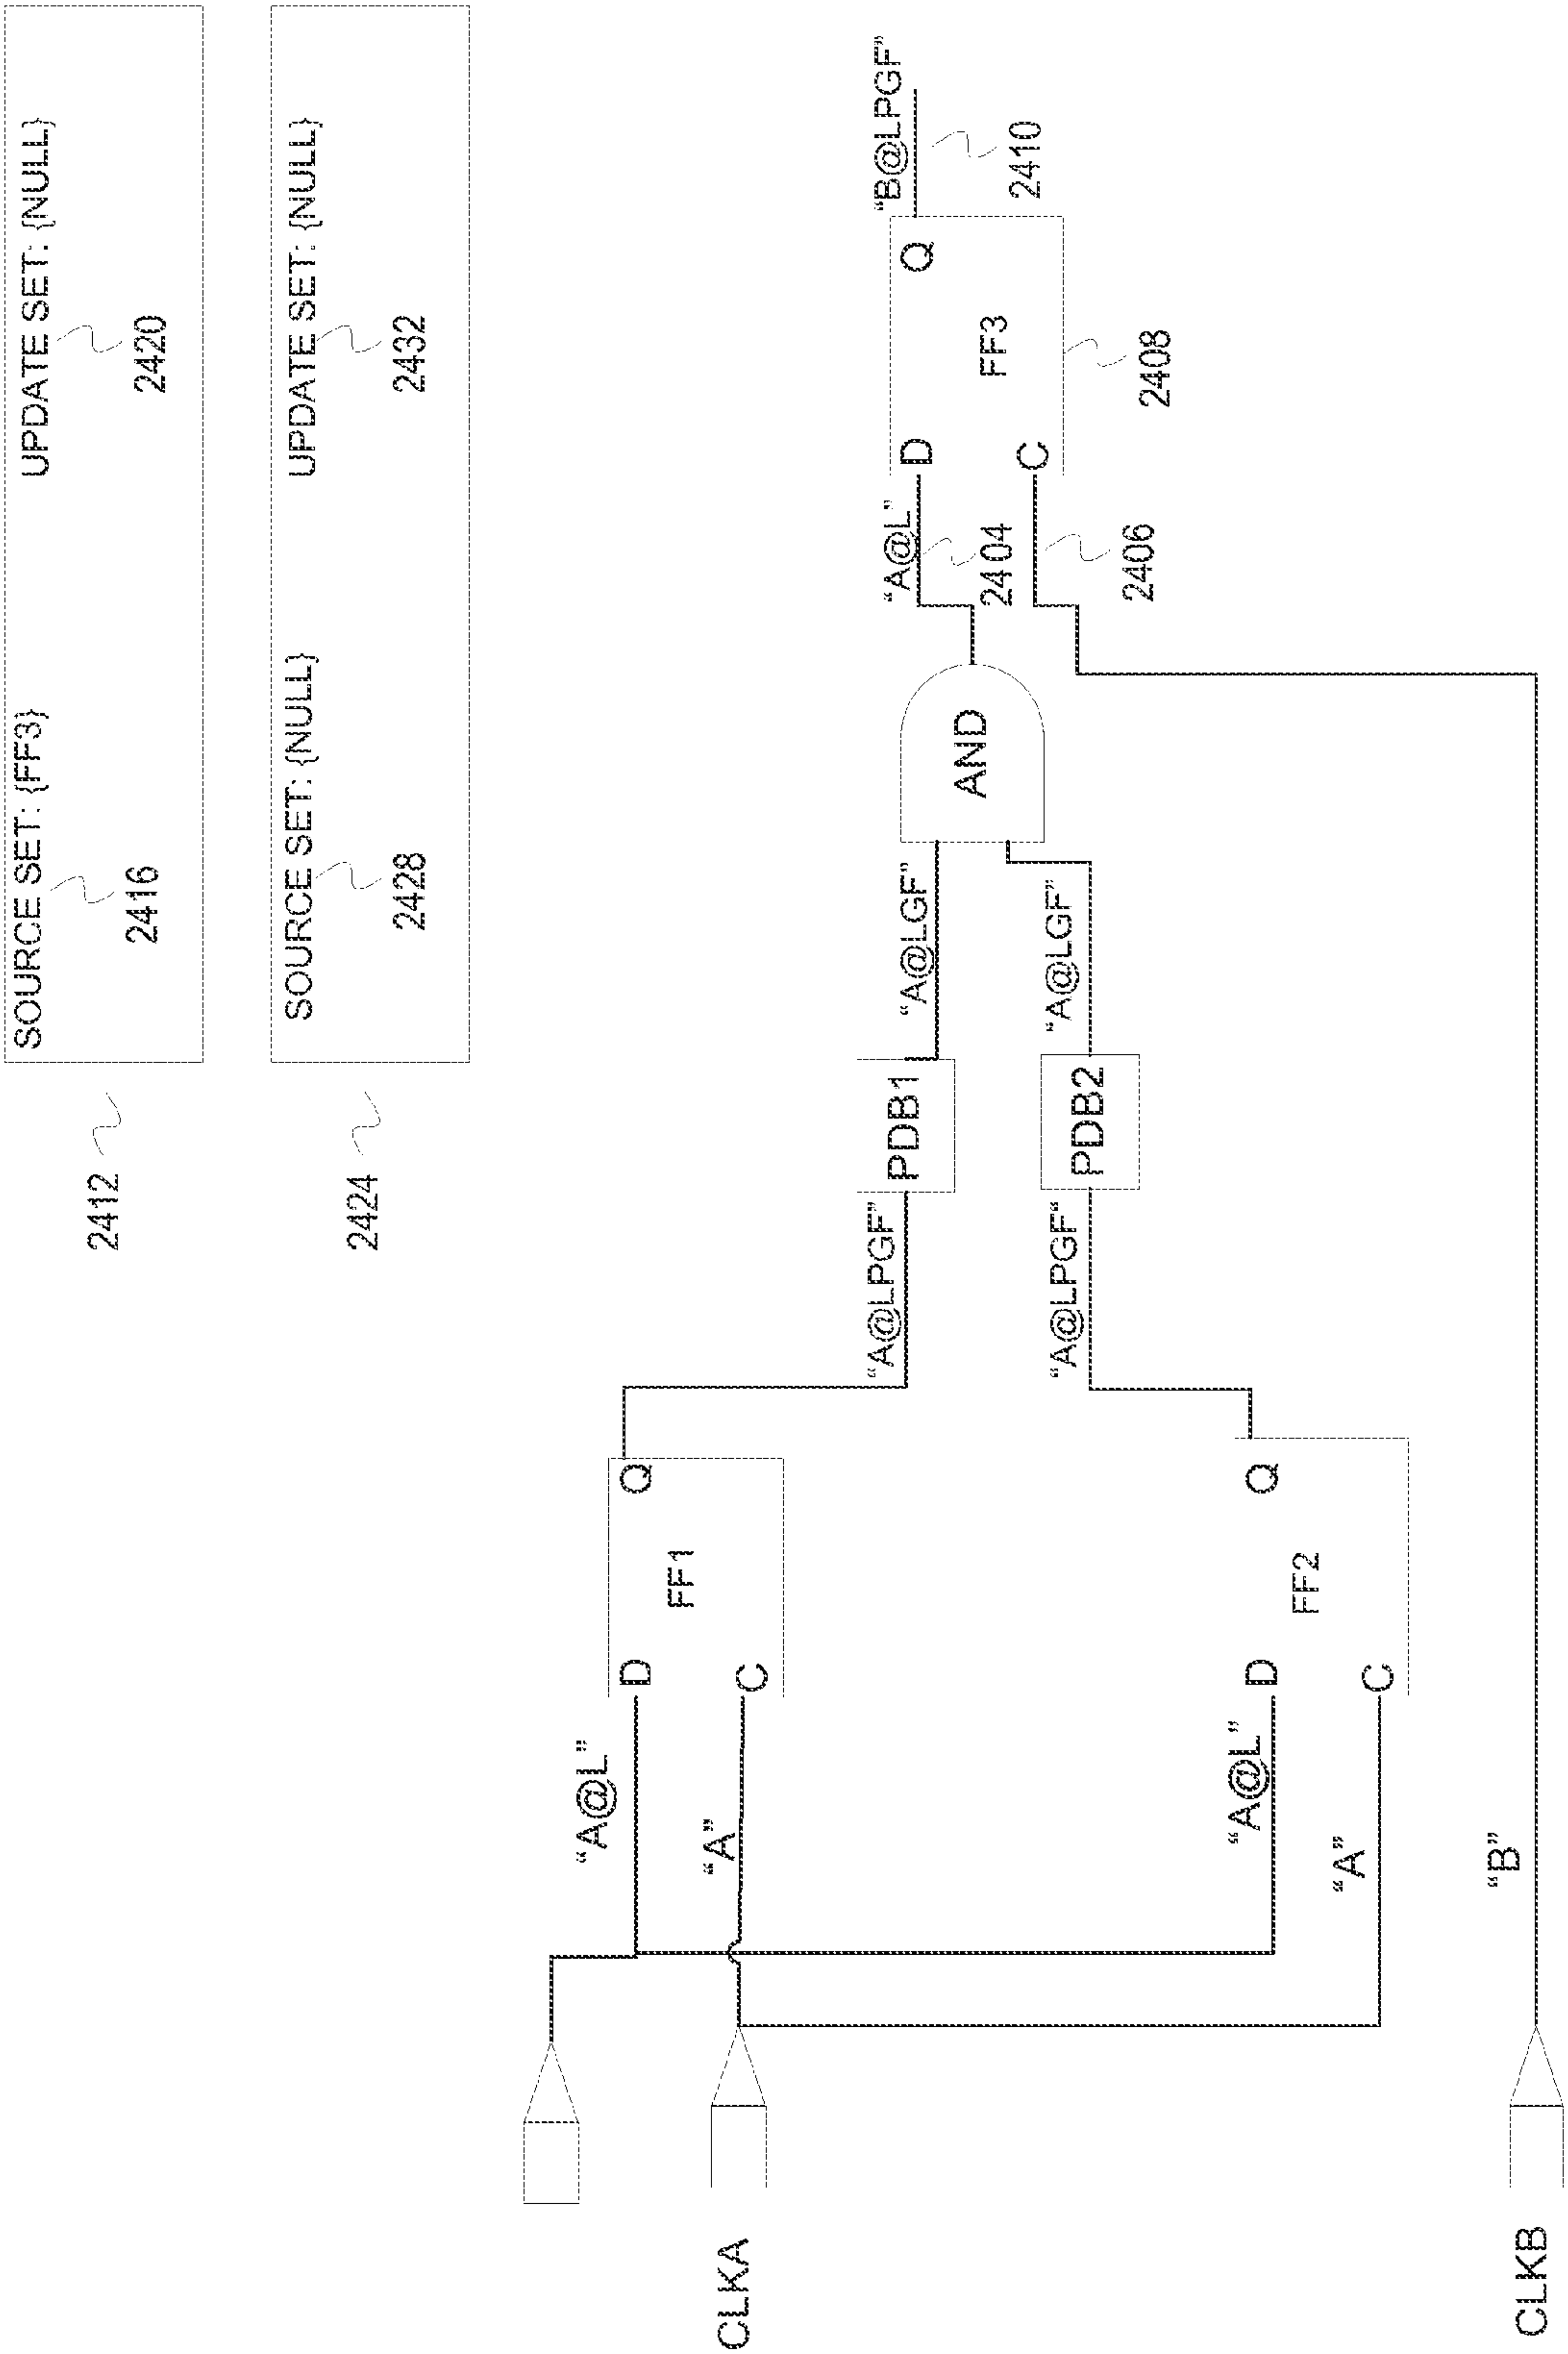 SOURCE SET: {FF3}
UPDATE SET: {NULL}
2416
2420
2412
SOURCE SET: {NULL}
UPDATE SET: {NULL}
2428
2432
2424
“A@L”
D
Q
FF1
“A”
C
CLKA
“A@LPGF”
PDB1
“A@LGF”
“A@LPGF“
PDB2
“A@LGF”
AND
“A@L”
2404
D
Q
FF3
C
2406
2408
“B@LPGF”
2410
“A@L”
D
Q
FF2
“A”
C
“B”
CLKB